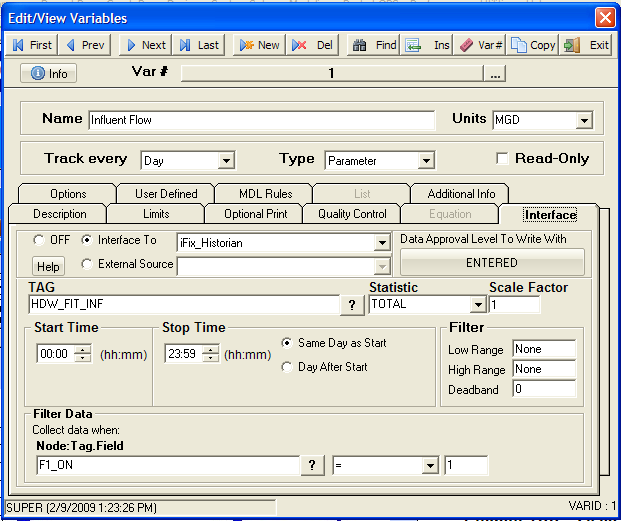 Edit/View Variables
First Prev Next Last New Del Find Ins Var# Copy Exit
Info Var # 1 ...
Name Influent Flow Units MGD
Track every Day Type Parameter Read-Only
Options User Defined MDL Rules List Additional Info
Description Limits Optional Print Quality Control Equation Interface
OFF Interface To iFix_Historian Data Approval Level To Write With
Help External Source ENTERED
TAG Statistic Scale Factor
HDW_FIT_INF ? TOTAL 1
Start Time Stop Time Filter
00:00 (hh:mm) 23:59 (hh:mm) Same Day as Start Low Range None
Day After Start High Range None
Deadband 0
Filter Data
Collect data when:
Node:Tag.Field
F1_ON ? = 1
SUPER (2/9/2009 1:23:26 PM) VARID : 1